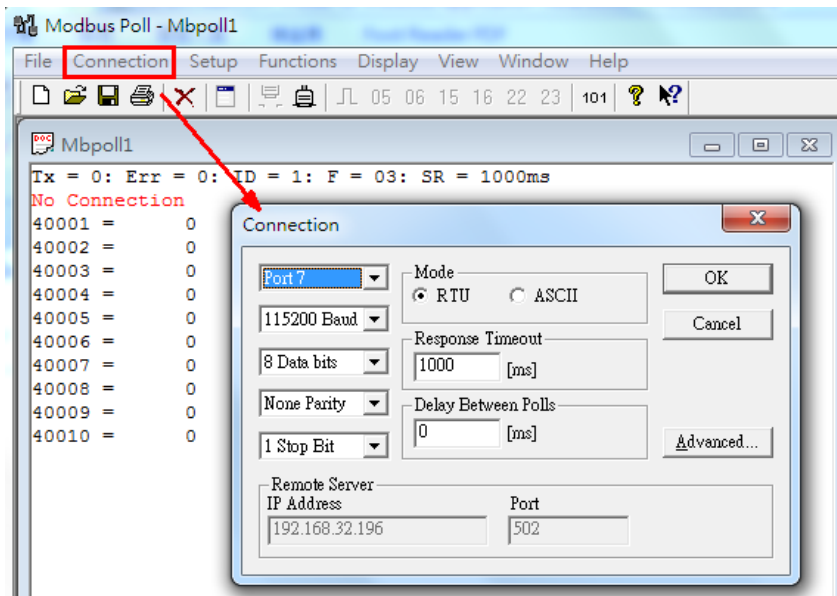 Modbus Poll - Mbpoll1
File Connection Setup Functions Display View Window Help
05 06 15 16 22 23 101
Mbpoll1
Tx = 0: Err = 0: ID = 1: F = 03: SR = 1000ms
No Connection
40001 = 0
40002 = 0
40003 = 0
40004 = 0
40005 = 0
40006 = 0
40007 = 0
40008 = 0
40009 = 0
40010 = 0
Connection
Port 7
115200 Baud
8 Data bits
None Parity
1 Stop Bit
Mode
RTU ASCII
Response Timeout
1000 [ms]
Delay Between Polls
0 [ms]
OK
Cancel
Advanced...
Remote Server
IP Address Port
192.168.32.196 502